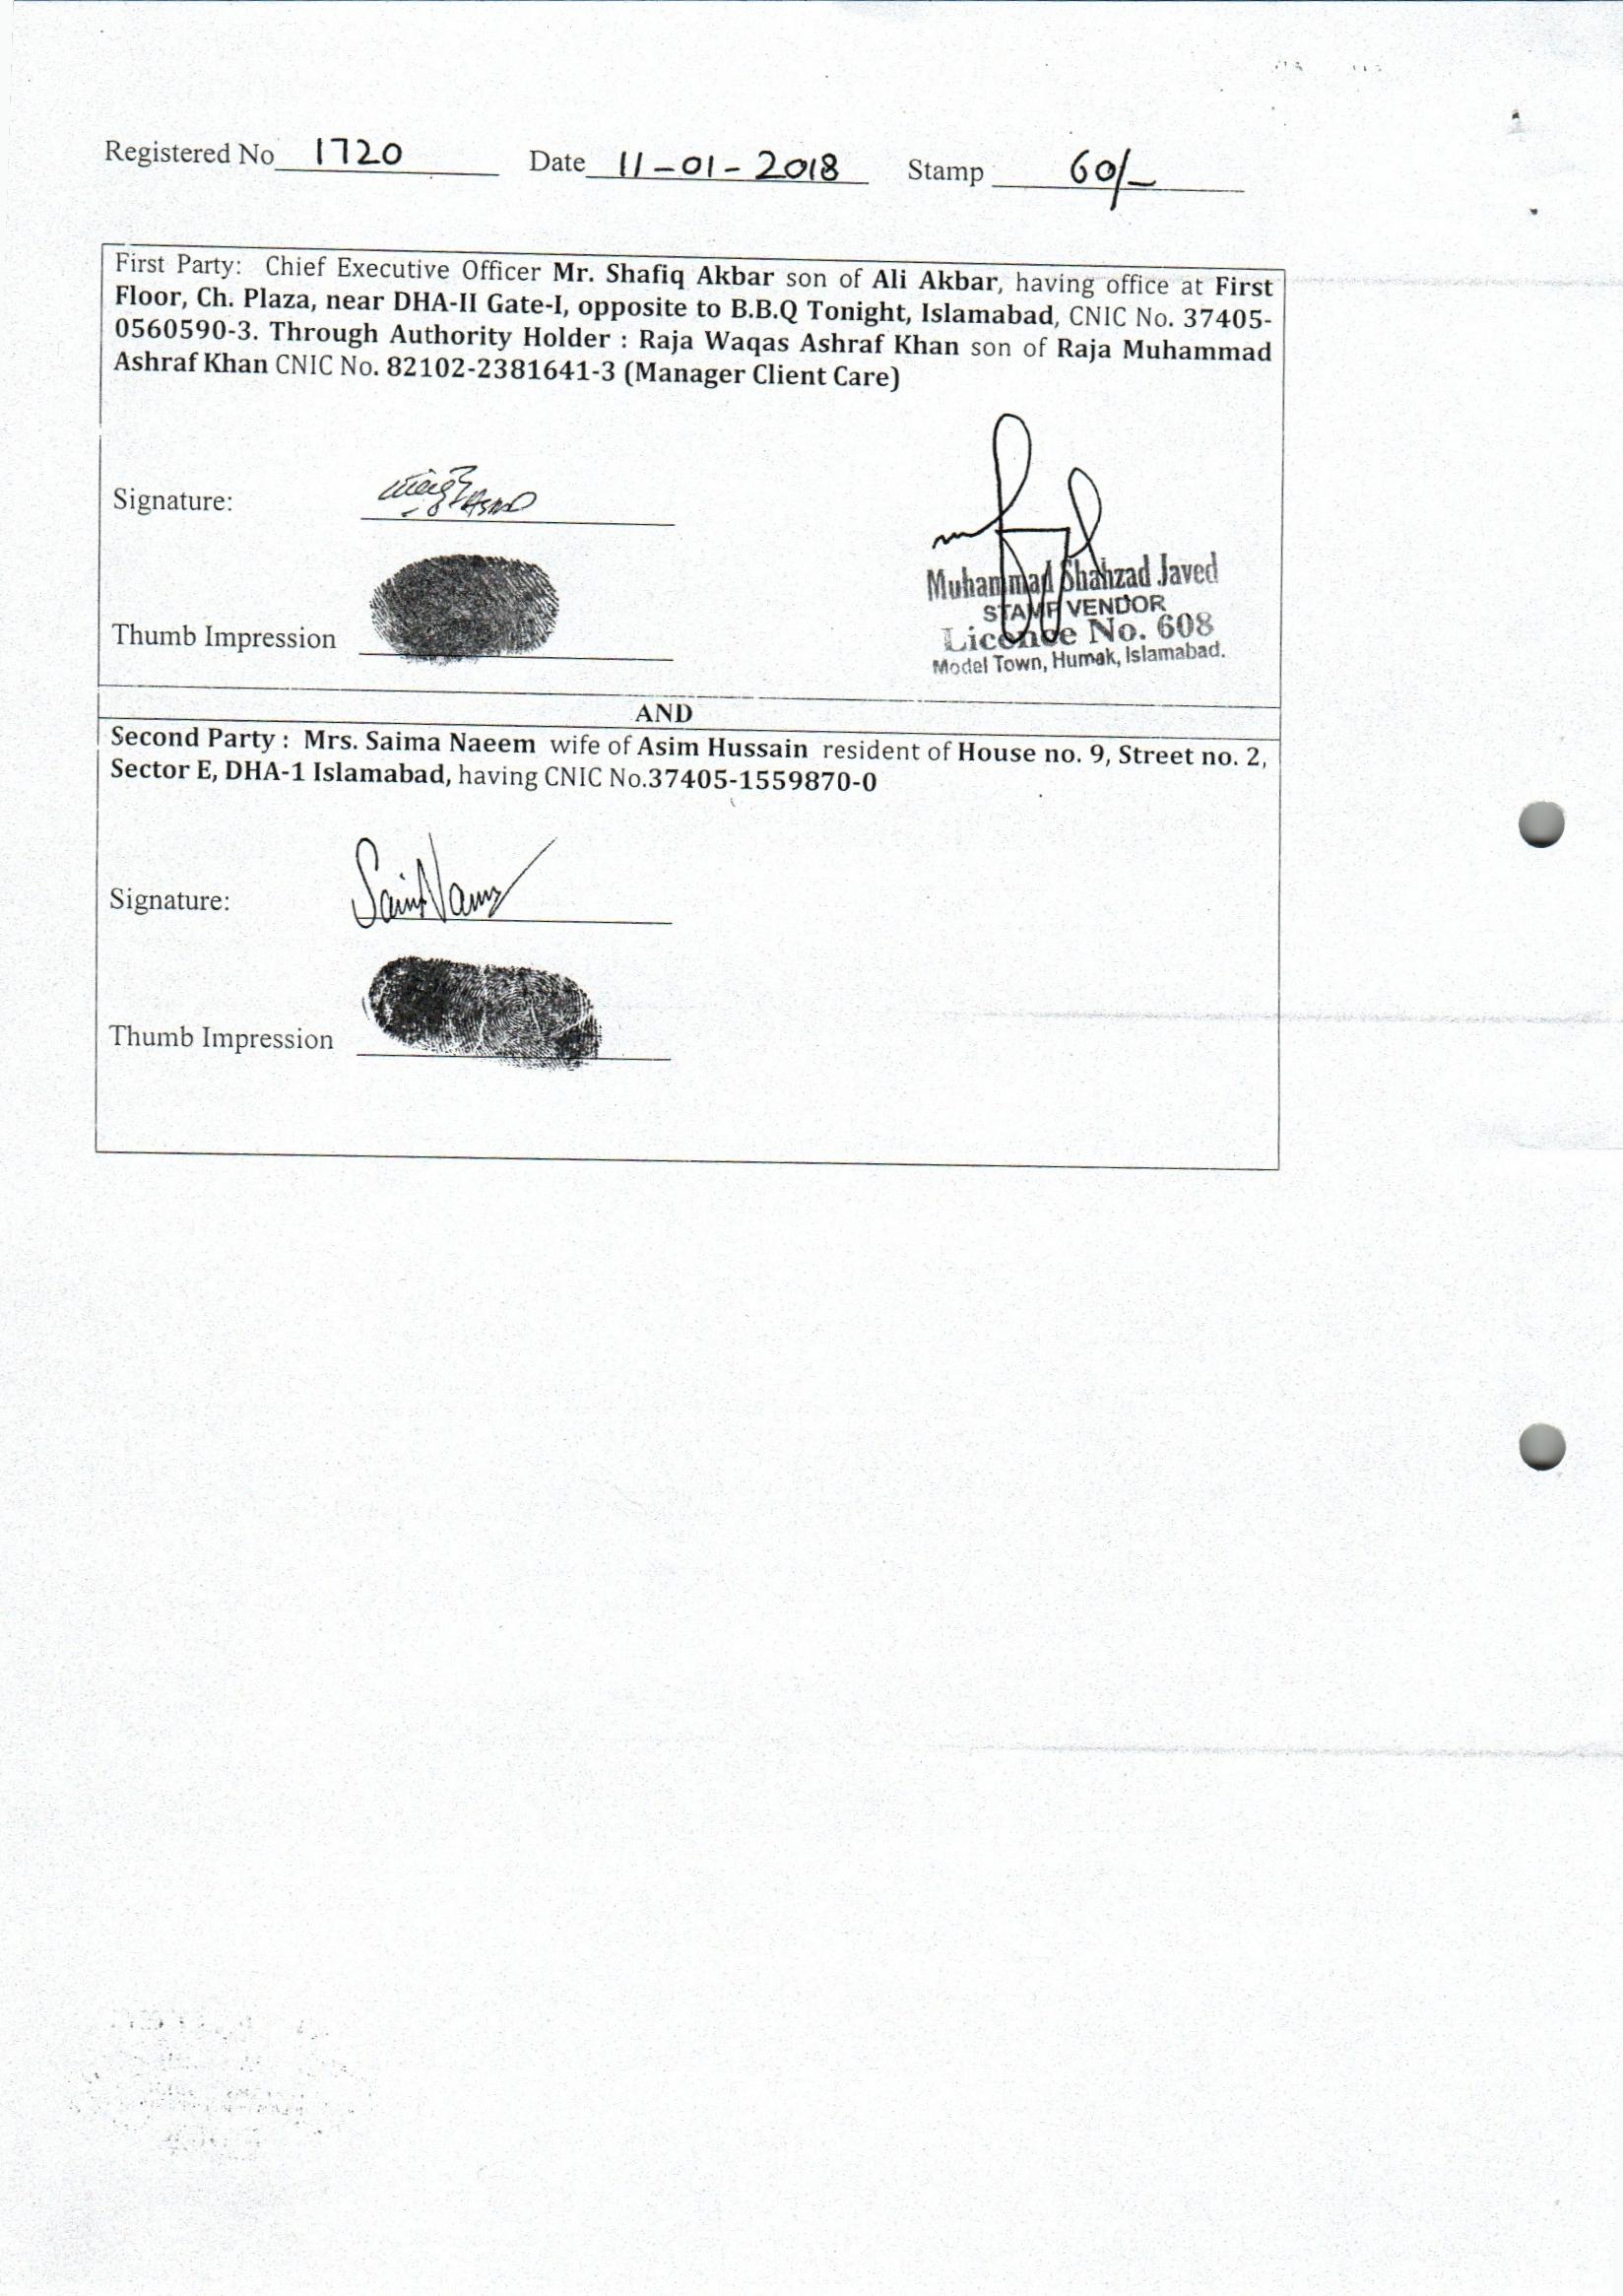 Registered No 1720 Date 11-01-2018 Stamp 60/-
First Party: Chief Executive Officer Mr. Shafiq Akbar son of Ali Akbar, having office at First
Floor, Ch. Plaza, near DHA-II Gate-I, opposite to B.B.Q Tonight, Islamabad, CNIC No. 37405-
0560590-3. Through Authority Holder : Raja Waqas Ashraf Khan son of Raja Muhammad
Ashraf Khan CNIC No. 82102-2381641-3 (Manager Client Care)
Signature:
Thumb Impression
Muhammad Shahzad Javed
STAMP VENDOR
Licence No. 608
Model Town, Humak, Islamabad.
AND
Second Party : Mrs. Saima Naeem wife of Asim Hussain resident of House no. 9, Street no. 2,
Sector E, DHA-1 Islamabad, having CNIC No.37405-1559870-0
Signature:
Thumb Impression